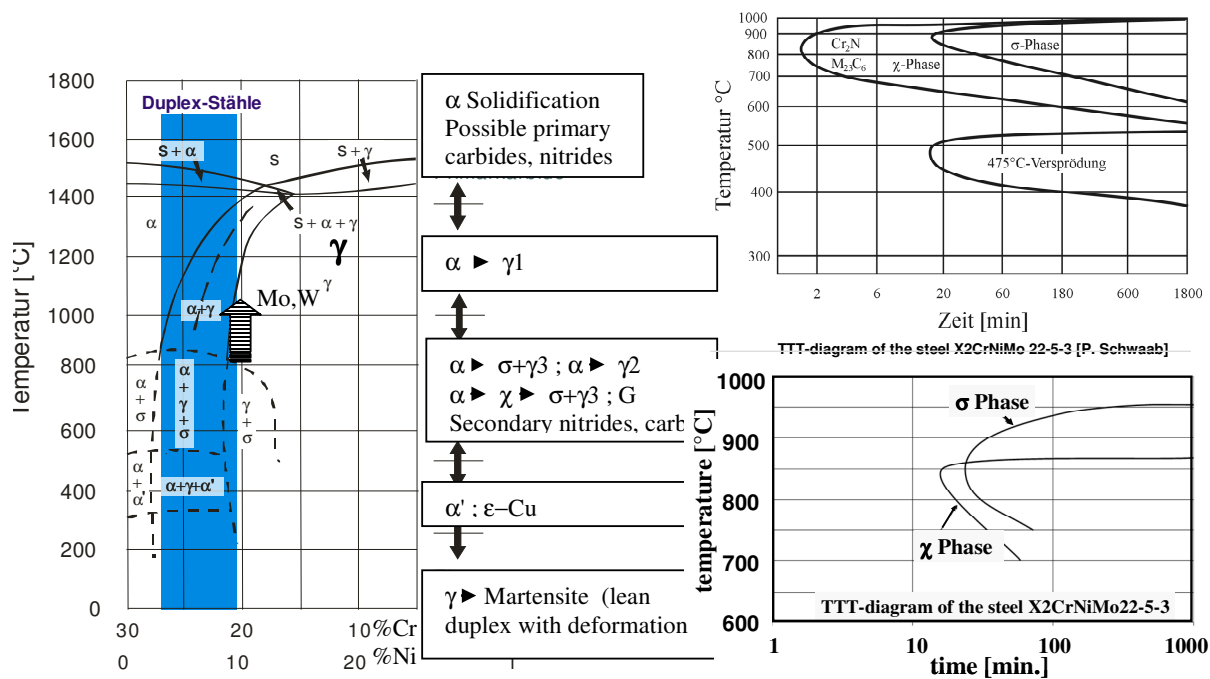 1800
1600
1400
1200
1000
800
600
400
200
0
Temperatur [°C]
Duplex-Stähle
S + α
S
S + γ
α
S + α + γ
γ
γ
Mo,W
α+γ
α + σ
α + γ + σ
γ + σ
α + α'
α+γ+α'
30
20
10%Cr
0
10
20
%Ni
α Solidification
Possible primary
carbides, nitrides
α ► γ1
α ► σ+γ3 ; α ► γ2
α ► χ ► σ+γ3 ; G
Secondary nitrides, carb
α' ; ε–Cu
γ► Martensite (lean
duplex with deformation
1000
900
800
700
600
500
400
300
Temperatur °C
Cr₂N
M₂₃C₆
χ-Phase
σ-Phase
475°C-Versprödung
2
6
20
60
180
600
1800
Zeit [min]
TTT-diagram of the steel X2CrNiMo 22-5-3 [P. Schwaab]
1000
900
800
700
600
temperature [°C]
σ Phase
χ Phase
TTT-diagram of the steel X2CrNiMo22-5-3
1
10
100
1000
time [min.]